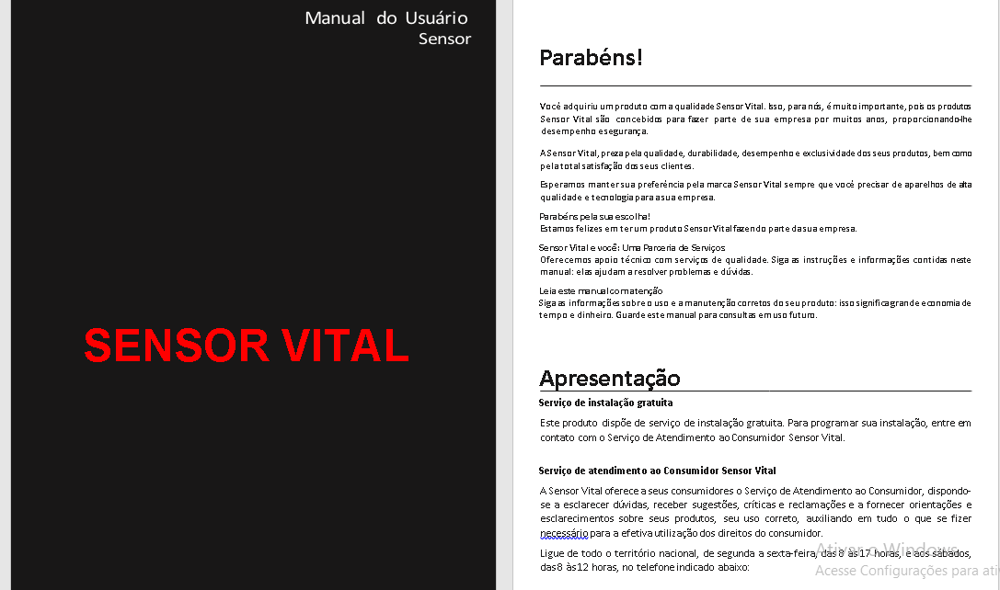 Manual do Usuário
Sensor
SENSOR VITAL
Parabéns!
Você adquiriu um produto com a qualidade Sensor Vital. Isso, para nós, é muito importante, pois os produtos
Sensor Vital são concebidos para fazer parte de sua empresa por muitos anos, proporcionando-lhe
desempenho e segurança.
A Sensor Vital, preza pela qualidade, durabilidade, desempenho e exclusividade dos seus produtos, bem como
pela total satisfação dos seus clientes.
Esperamos manter sua preferência pela marca Sensor Vital sempre que você precisar de aparelhos de alta
qualidade e tecnologia para a sua empresa.
Parabéns pela sua escolha!
Estamos felizes em ter um produto Sensor Vital fazendo parte da sua empresa.
Sensor Vital e você: Uma Parceria de Serviços
Oferecemos apoio técnico com serviços de qualidade. Siga as instruções e informações contidas neste
manual: elas ajudam a resolver problemas e dúvidas.
Leia este manual com atenção
Siga as informações sobre o uso e a manutenção corretos do seu produto: isso significa grande economia de
tempo e dinheiro. Guarde este manual para consultas em uso futuro.
Apresentação
Serviço de instalação gratuita
Este produto dispõe de serviço de instalação gratuita. Para programar sua instalação, entre em
contato com o Serviço de Atendimento ao Consumidor Sensor Vital.
Serviço de atendimento ao Consumidor Sensor Vital
A Sensor Vital oferece a seus consumidores o Serviço de Atendimento ao Consumidor, dispondo-
se a esclarecer dúvidas, receber sugestões, críticas e reclamações e a fornecer orientações e
esclarecimentos sobre seus produtos, seu uso correto, auxiliando em tudo o que se fizer
necessário para a efetiva utilização dos direitos do consumidor.
Ligue de todo o território nacional, de segunda a sexta-feira, das 8 às 17 horas, e aos sábados,
das 8 às 12 horas, no telefone indicado abaixo:
Ativar o Windows
Acesse Configurações para ati